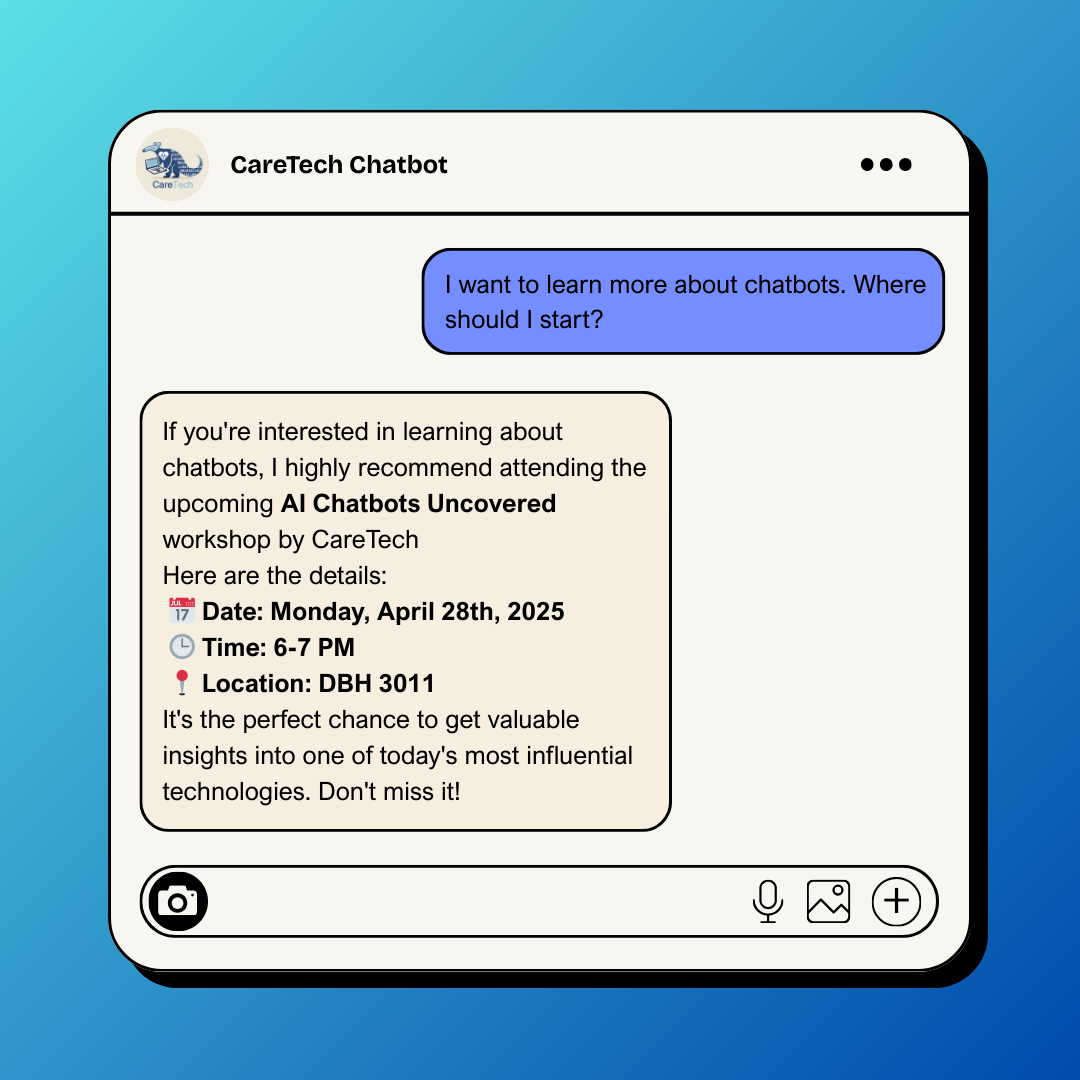 CareTech
CareTech Chatbot
I want to learn more about chatbots. Where
should I start?
If you're interested in learning about
chatbots, I highly recommend attending the
upcoming AI Chatbots Uncovered
workshop by CareTech
Here are the details:
📅 Date: Monday, April 28th, 2025
🕒 Time: 6-7 PM
📍 Location: DBH 3011
It's the perfect chance to get valuable
insights into one of today's most influential
technologies. Don't miss it!